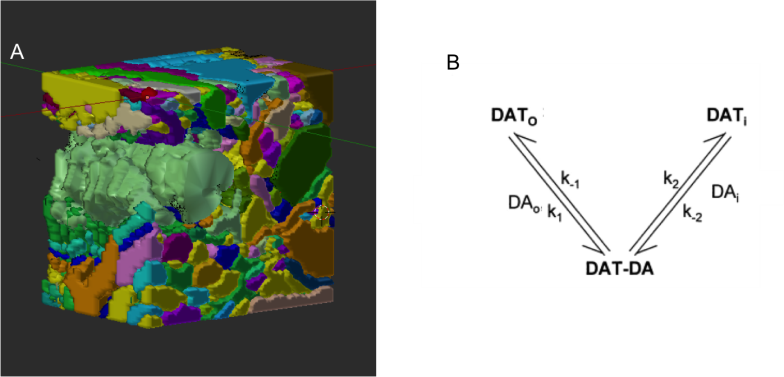 A
B
DATO
DATi
k-1
k2
DAo
k1
DAi
k-2
DAT-DA